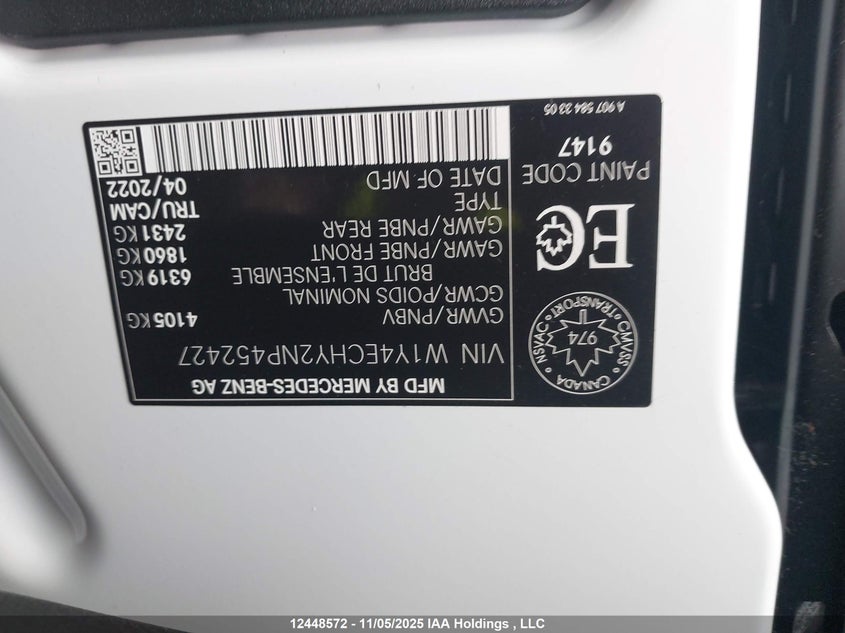 MFD BY MERCEDES-BENZ AG
VIN W1Y4ECHY2NP452427
GVWR/PNBV 4105 KG
GCWR/POIDS NOMINAL
BRUT DE L'ENSEMBLE 6319 KG
GAWR/PNBE FRONT 1860 KG
GAWR/PNBE REAR 2431 KG
TYPE TRU/CAM
DATE OF MFD 04/2022
CANADA
CMVSS
NSVAC
TRANSPORT
974
EC
PAINT CODE
9147
A 907 584 33 05
12448572 - 11/05/2025 IAA Holdings , LLC